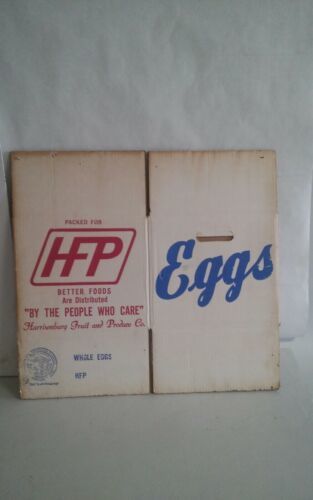 PACKED FOR
HFP
BETTER FOODS
Are Distributed
"BY THE PEOPLE WHO CARE"
Harrisonburg Fruit and Produce Co.
WHOLE EGGS
HFP
Eggs